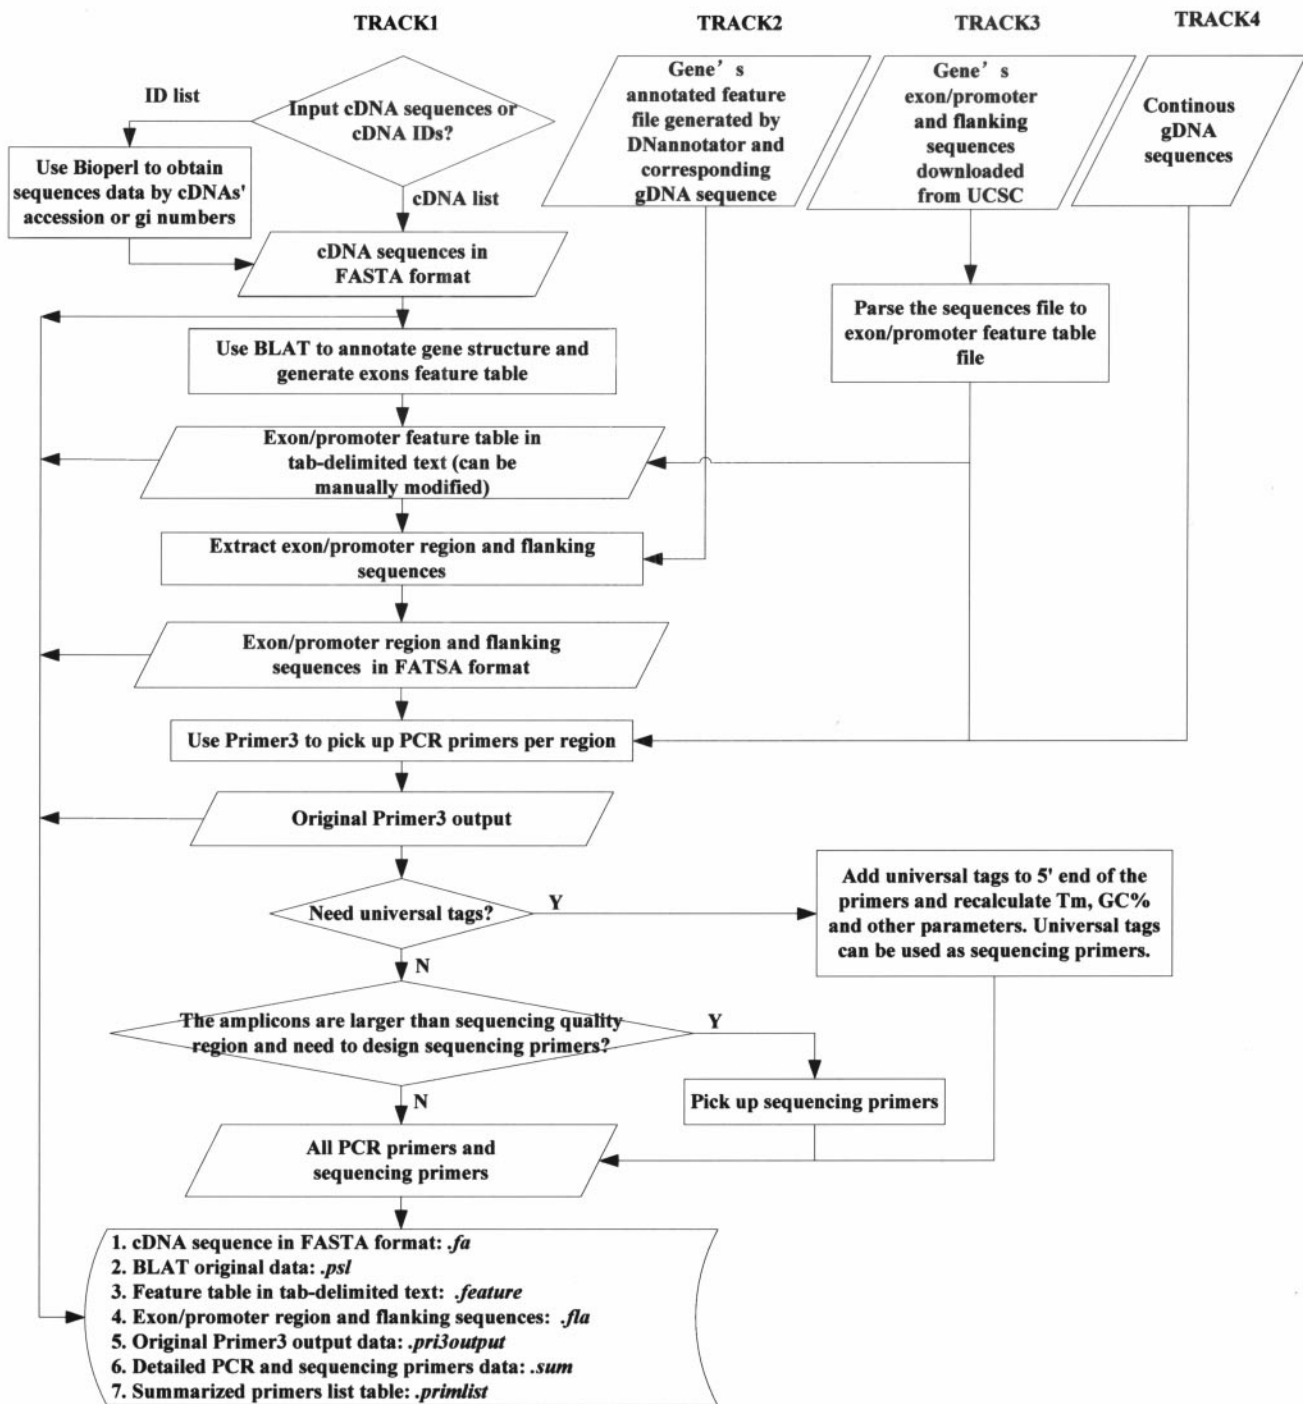 TRACK1
TRACK2
TRACK3
TRACK4
ID list
Input cDNA sequences or
cDNA IDs?
Gene’s
annotated feature
file generated by
DNannotator and
corresponding
gDNA sequence
Gene’s
exon/promoter
and flanking
sequences
downloaded
from UCSC
Continous
gDNA
sequences
Use Bioperl to obtain
sequences data by cDNAs'
accession or gi numbers
cDNA list
cDNA sequences in
FASTA format
Parse the sequences file to
exon/promoter feature table
file
Use BLAT to annotate gene structure and
generate exons feature table
Exon/promoter feature table in
tab-delimited text (can be
manually modified)
Extract exon/promoter region and flanking
sequences
Exon/promoter region and flanking
sequences in FATSA format
Use Primer3 to pick up PCR primers per region
Original Primer3 output
Need universal tags?
Y
Add universal tags to 5' end of the
primers and recalculate Tm, GC%
and other parameters. Universal tags
can be used as sequencing primers.
N
The amplicons are larger than sequencing quality
region and need to design sequencing primers?
Y
Pick up sequencing primers
N
All PCR primers and
sequencing primers
1. cDNA sequence in FASTA format: .fa
2. BLAT original data: .psl
3. Feature table in tab-delimited text: .feature
4. Exon/promoter region and flanking sequences: .fla
5. Original Primer3 output data: .pri3output
6. Detailed PCR and sequencing primers data: .sum
7. Summarized primers list table: .primlist